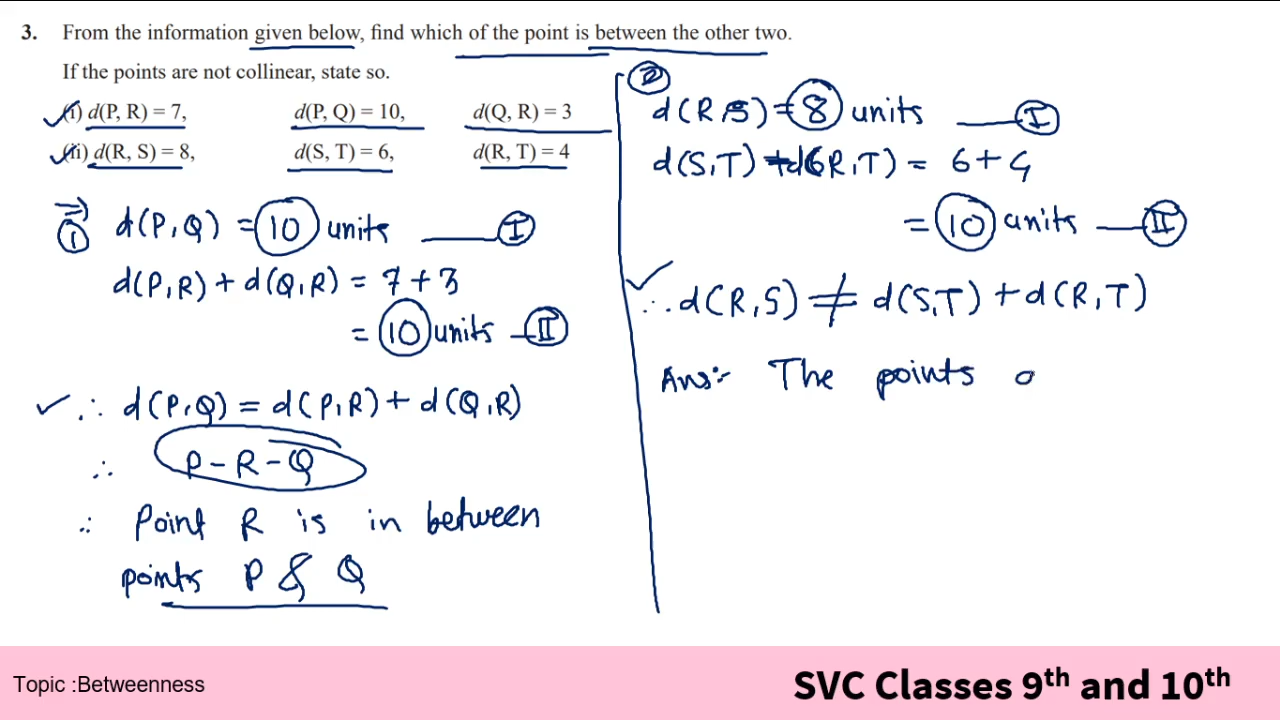 3. From the information given below, find which of the point is between the other two.
If the points are not collinear, state so.
(i) d(P, R) = 7, d(P, Q) = 10, d(Q, R) = 3
(ii) d(R, S) = 8, d(S, T) = 6, d(R, T) = 4
⇒
① d(P,Q) = 10 units —— Ⓘ
d(P,R) + d(Q,R) = 7 + 3
= 10 units — Ⅱ
∴ d(P,Q) = d(P,R) + d(Q,R)
∴ P - R - Q
∴ Point R is in between
points P & Q
②
d(R,S) = 8 units —— Ⓘ
d(S,T) + d(R,T) = 6 + 4
= 10 units —— Ⅱ
∴ d(R,S) ≠ d(S,T) + d(R,T)
Ans:- The points
Topic :Betweenness
SVC Classes 9th and 10th